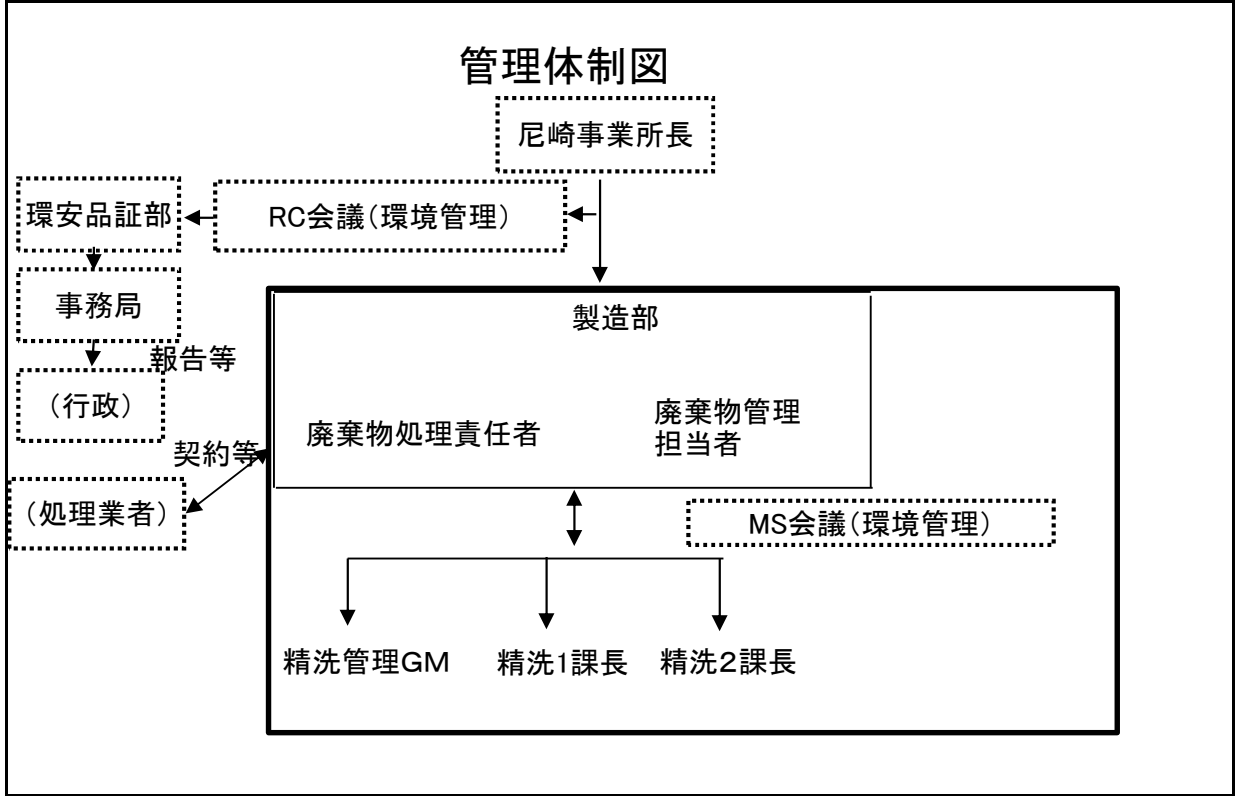 管理体制図
尼崎事業所長
環安品証部
RC会議(環境管理)
事務局
製造部
報告等
(行政)
廃棄物処理責任者
廃棄物管理
担当者
契約等
(処理業者)
MS会議(環境管理)
精洗管理GM
精洗1課長
精洗2課長